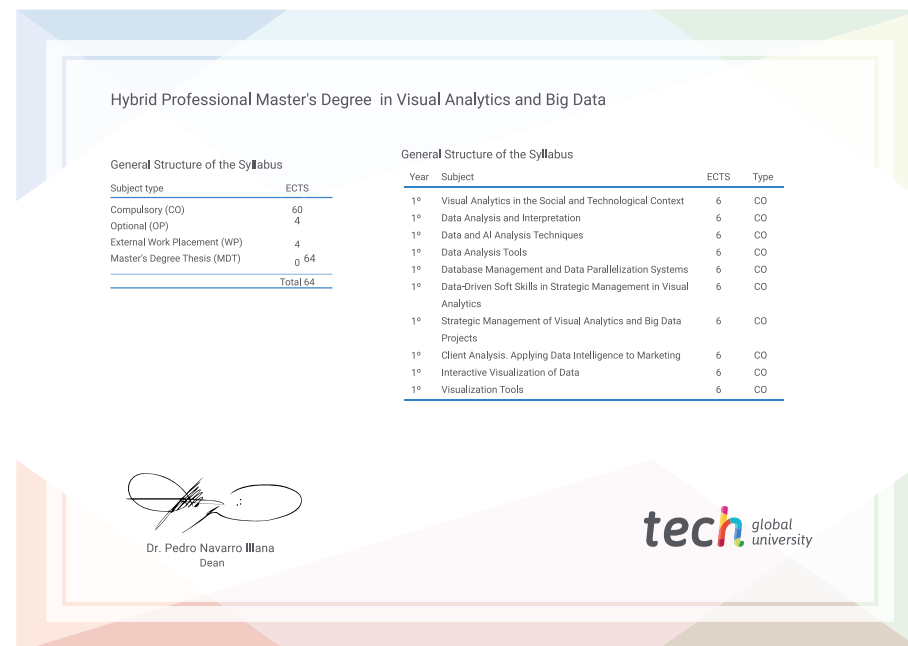 Hybrid Professional Master's Degree in Visual Analytics and Big Data
General Structure of the Syllabus
Subject type ECTS
Compulsory (CO) 60
Optional (OP) 4
External Work Placement (WP) 4
Master's Degree Thesis (MDT) 0 64
Total 64
General Structure of the Syllabus
Year Subject ECTS Type
1º Visual Analytics in the Social and Technological Context 6 CO
1º Data Analysis and Interpretation 6 CO
1º Data and AI Analysis Techniques 6 CO
1º Data Analysis Tools 6 CO
1º Database Management and Data Parallelization Systems 6 CO
1º Data-Driven Soft Skills in Strategic Management in Visual 6 CO
Analytics
1º Strategic Management of Visual Analytics and Big Data 6 CO
Projects
1º Client Analysis. Applying Data Intelligence to Marketing 6 CO
1º Interactive Visualization of Data 6 CO
1º Visualization Tools 6 CO
Dr. Pedro Navarro Illana
Dean
tech global
university